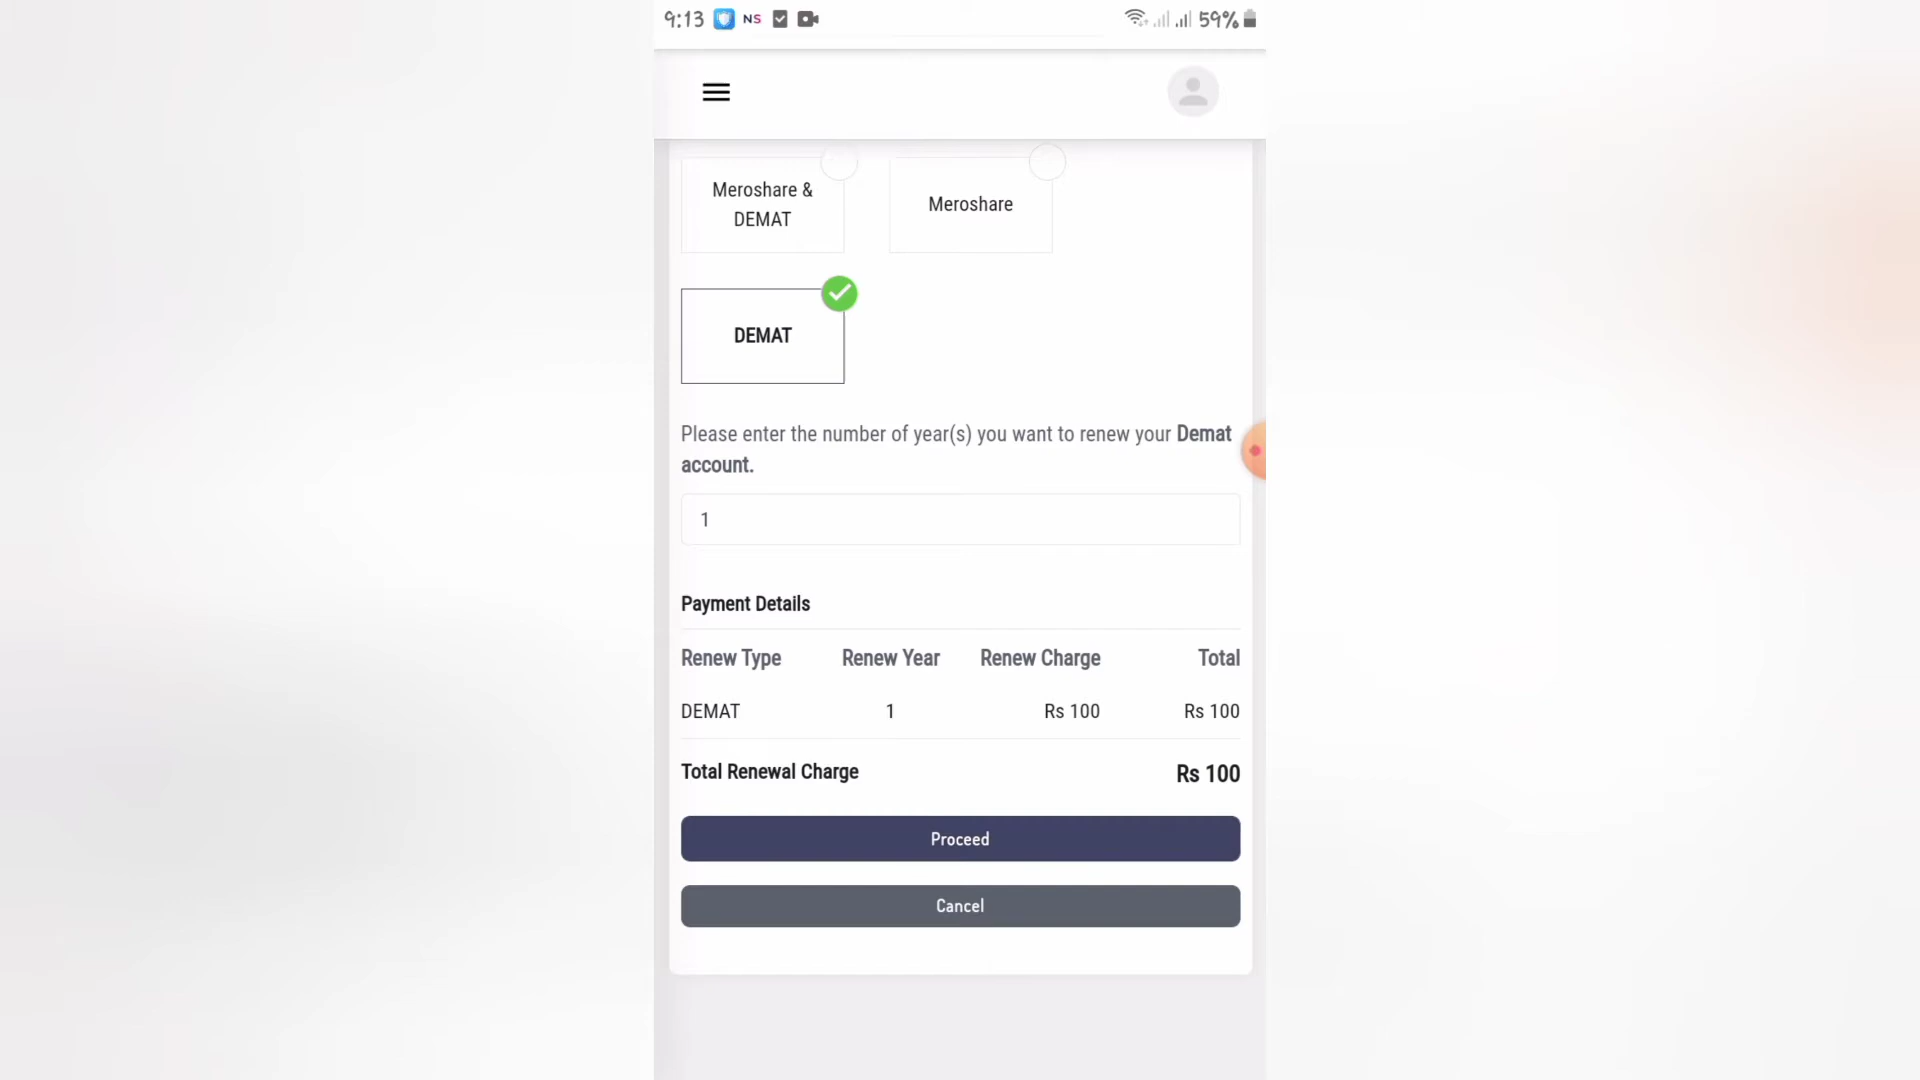 9:13 NS 59%
Meroshare &
DEMAT
Meroshare
DEMAT
Please enter the number of year(s) you want to renew your Demat
account.
1
Payment Details
Renew Type Renew Year Renew Charge Total
DEMAT 1 Rs 100 Rs 100
Total Renewal Charge Rs 100
Proceed
Cancel